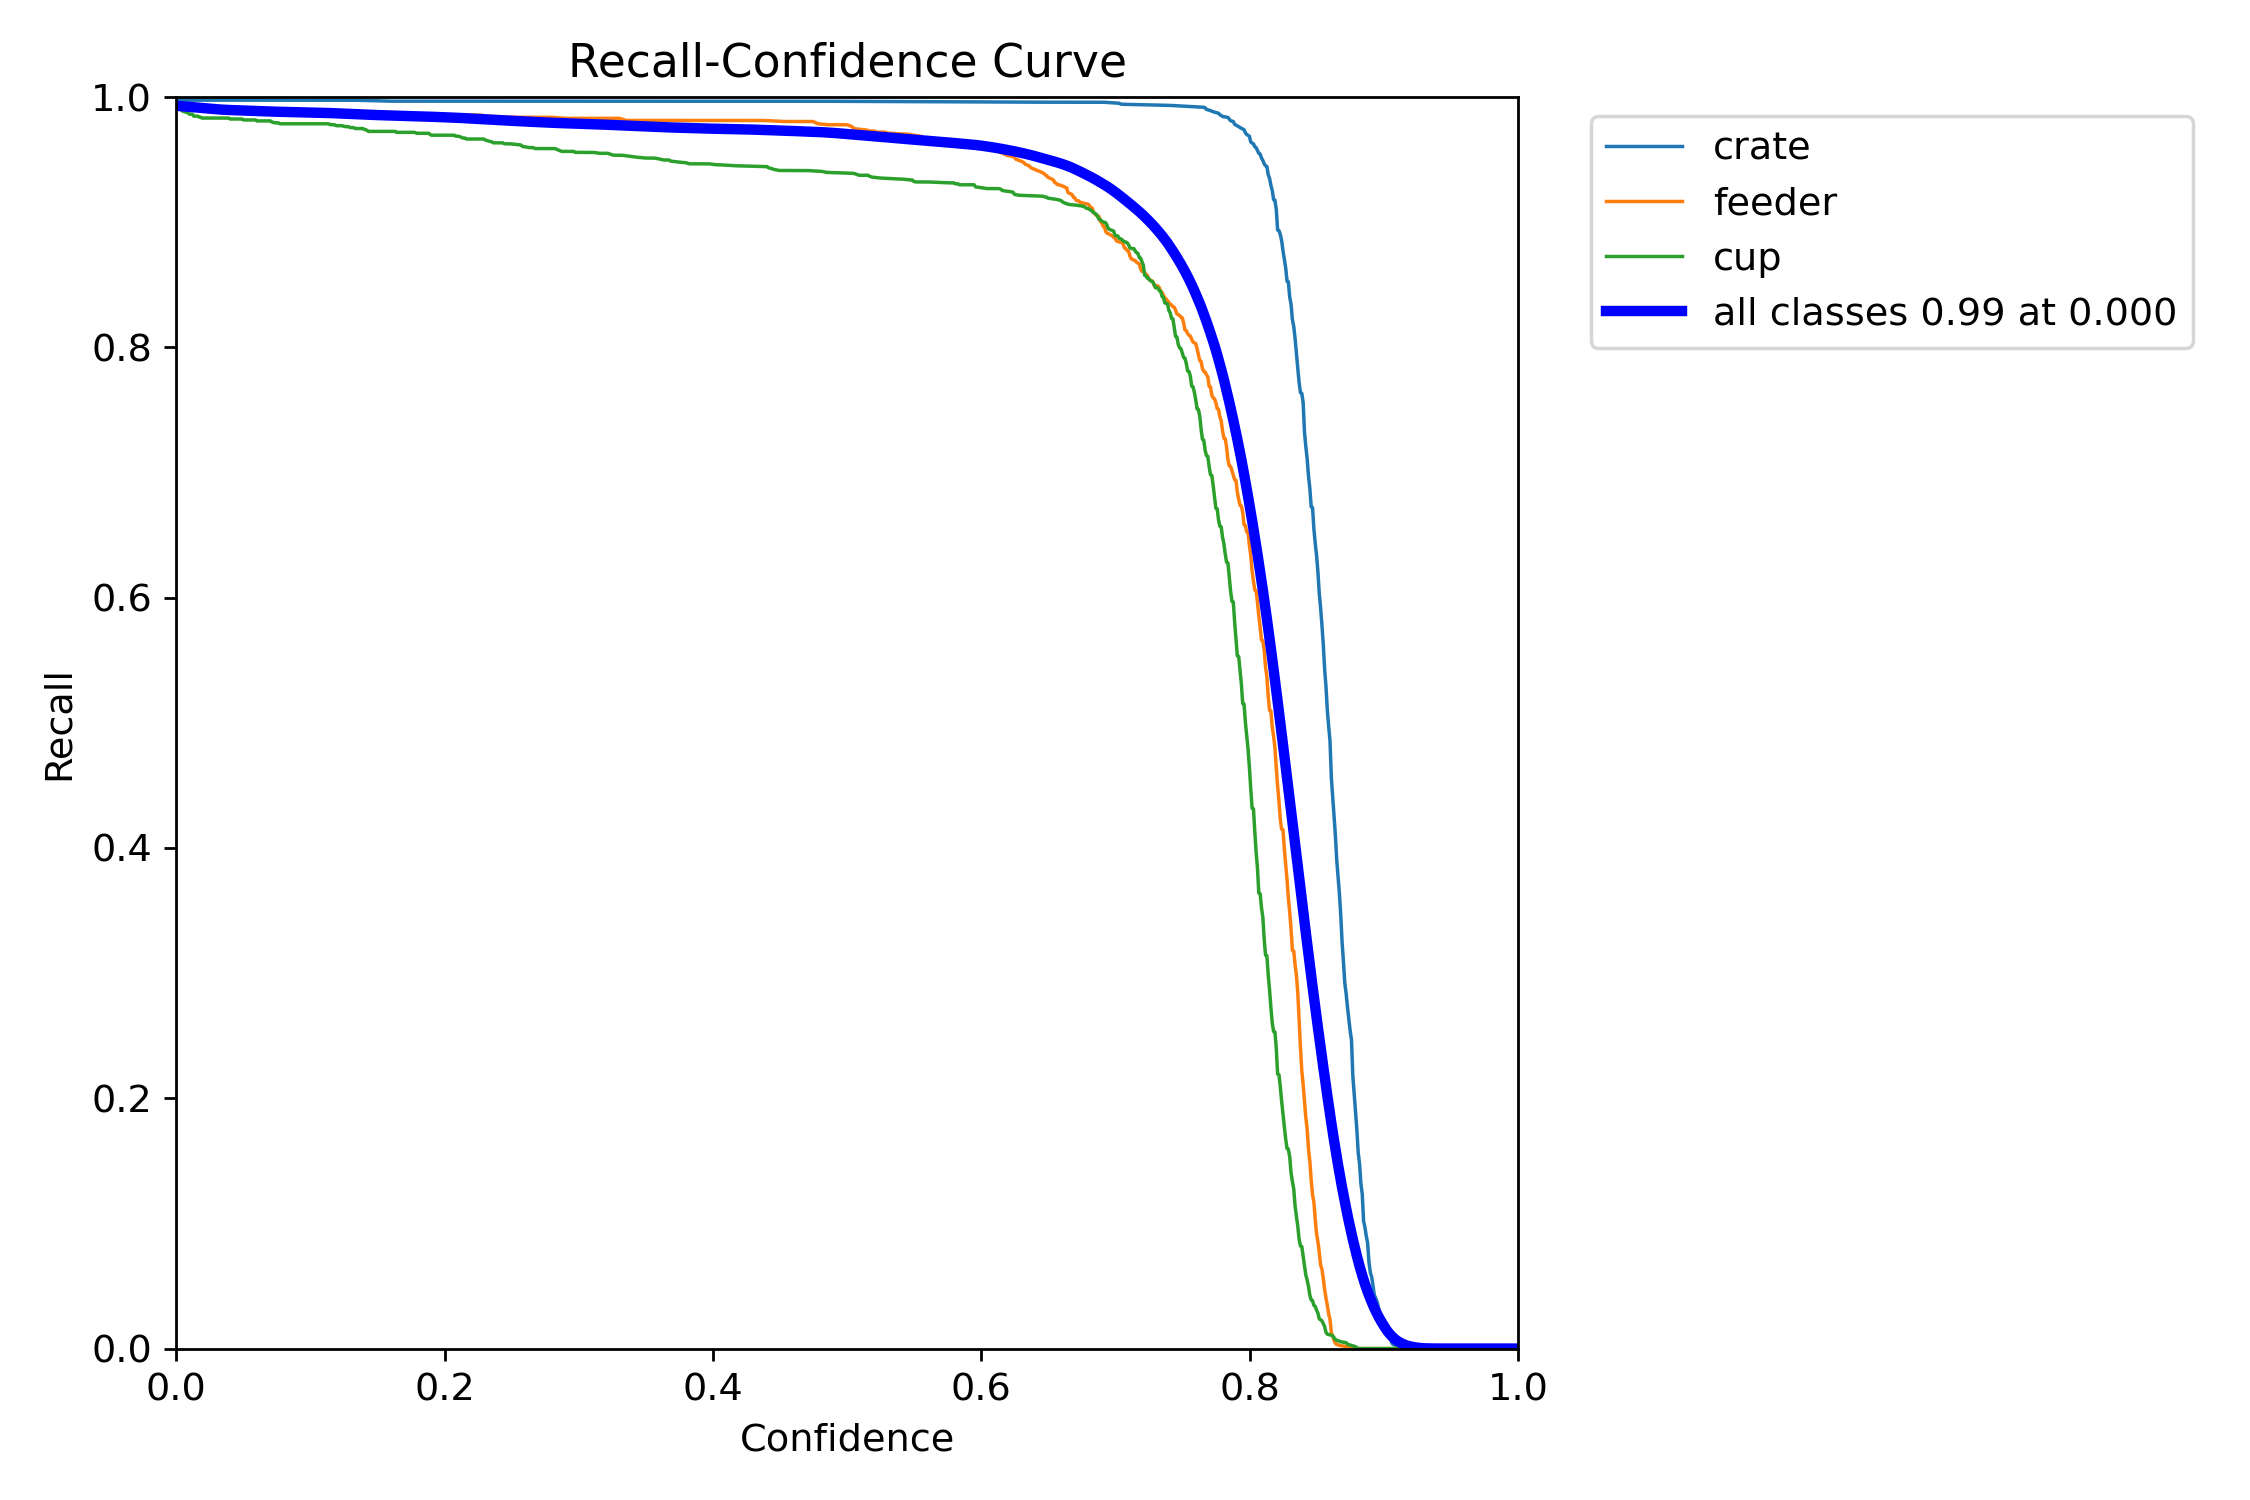 Recall-Confidence Curve
1.0
0.8
0.6
0.4
0.2
0.0
Recall
0.0 0.2 0.4 0.6 0.8 1.0
Confidence
crate
feeder
cup
all classes 0.99 at 0.000